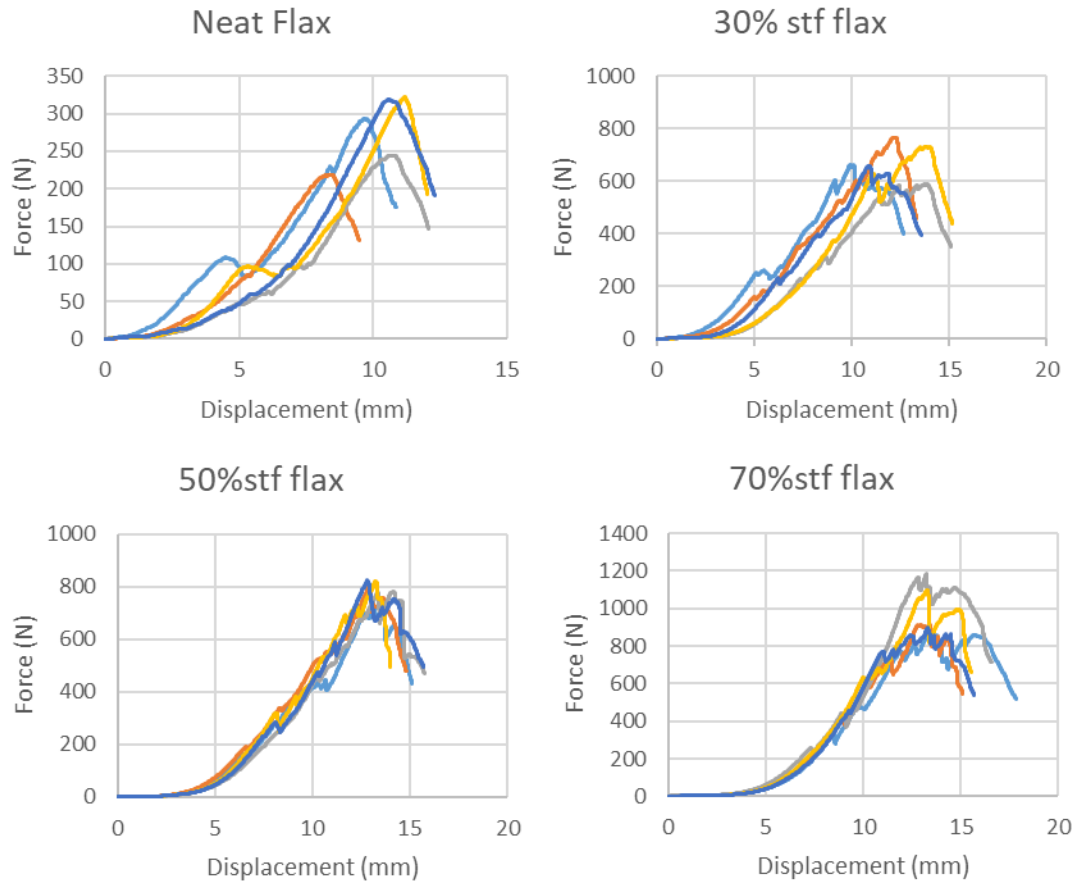 Neat Flax
350
300
250
200
150
100
50
0
Force (N)
0 5 10 15
Displacement (mm)
30% stf flax
1000
800
600
400
200
0
Force (N)
0 5 10 15 20
Displacement (mm)
50%stf flax
1000
800
600
400
200
0
Force (N)
0 5 10 15 20
Displacement (mm)
70%stf flax
1400
1200
1000
800
600
400
200
0
Force (N)
0 5 10 15 20
Displacement (mm)